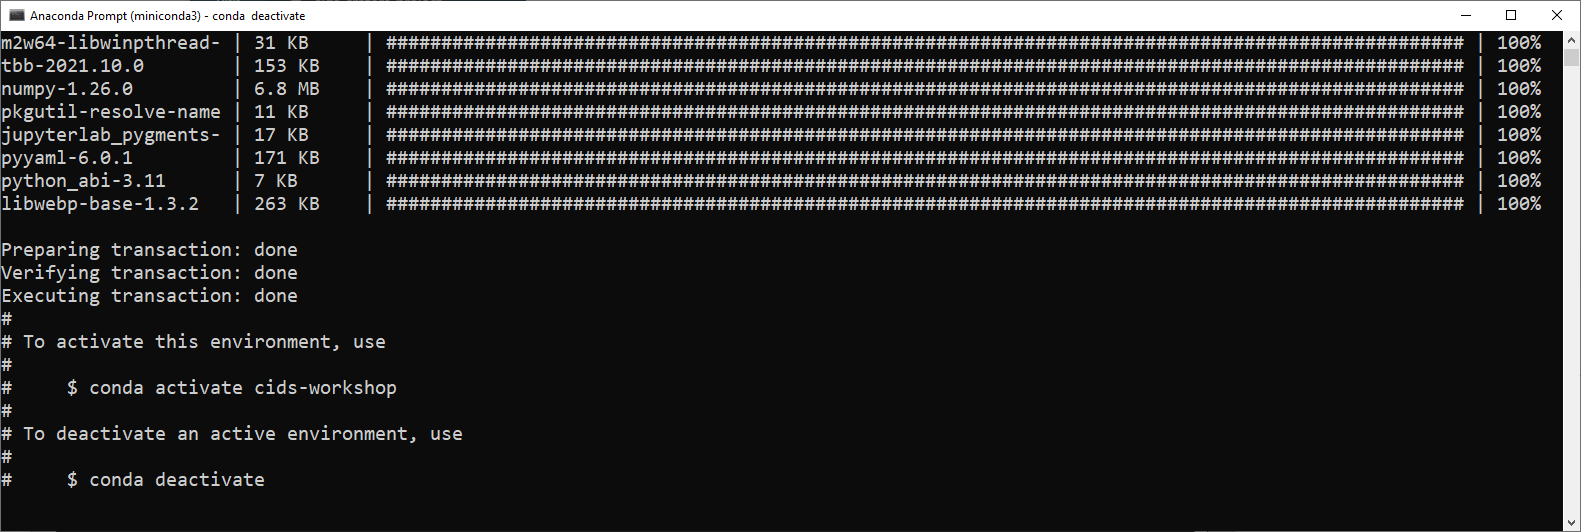 Anaconda Prompt (miniconda3) - conda  deactivate
m2w64-libwinpthread- | 31 KB     | ################################################################################################## | 100%
tbb-2021.10.0        | 153 KB    | ################################################################################################## | 100%
numpy-1.26.0         | 6.8 MB    | ################################################################################################## | 100%
pkgutil-resolve-name | 11 KB     | ################################################################################################## | 100%
jupyterlab_pygments- | 17 KB     | ################################################################################################## | 100%
pyyaml-6.0.1         | 171 KB    | ################################################################################################## | 100%
python_abi-3.11      | 7 KB      | ################################################################################################## | 100%
libwebp-base-1.3.2   | 263 KB    | ################################################################################################## | 100%
Preparing transaction: done
Verifying transaction: done
Executing transaction: done
#
# To activate this environment, use
#
#     $ conda activate cids-workshop
#
# To deactivate an active environment, use
#
#     $ conda deactivate